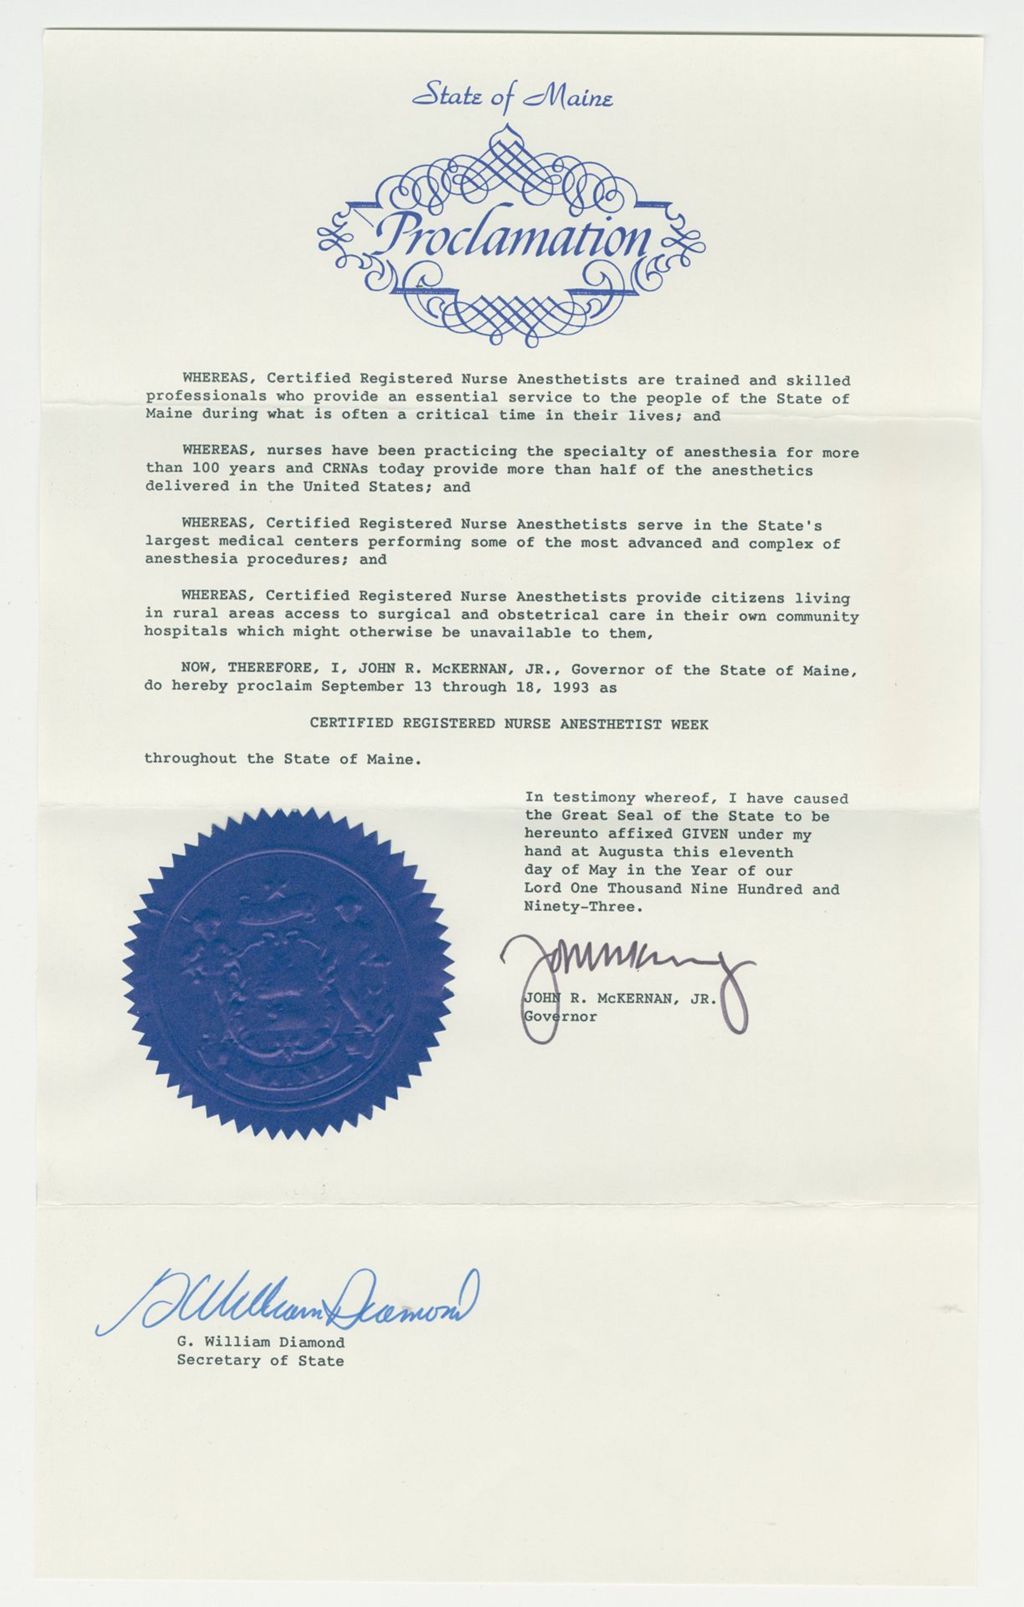 State of Maine
Proclamation
WHEREAS, Certified Registered Nurse Anesthetists are trained and skilled
professionals who provide an essential service to the people of the State of
Maine during what is often a critical time in their lives; and
WHEREAS, nurses have been practicing the specialty of anesthesia for more
than 100 years and CRNAs today provide more than half of the anesthetics
delivered in the United States; and
WHEREAS, Certified Registered Nurse Anesthetists serve in the State's
largest medical centers performing some of the most advanced and complex of
anesthesia procedures; and
WHEREAS, Certified Registered Nurse Anesthetists provide citizens living
in rural areas access to surgical and obstetrical care in their own community
hospitals which might otherwise be unavailable to them,
NOW, THEREFORE, I, JOHN R. McKERNAN, JR., Governor of the State of Maine,
do hereby proclaim September 13 through 18, 1993 as
CERTIFIED REGISTERED NURSE ANESTHETIST WEEK
throughout the State of Maine.
In testimony whereof, I have caused
the Great Seal of the State to be
hereunto affixed GIVEN under my
hand at Augusta this eleventh
day of May in the Year of our
Lord One Thousand Nine Hundred and
Ninety-Three.
JOHN R. McKERNAN, JR.
Governor
G William Diamond
G. William Diamond
Secretary of State